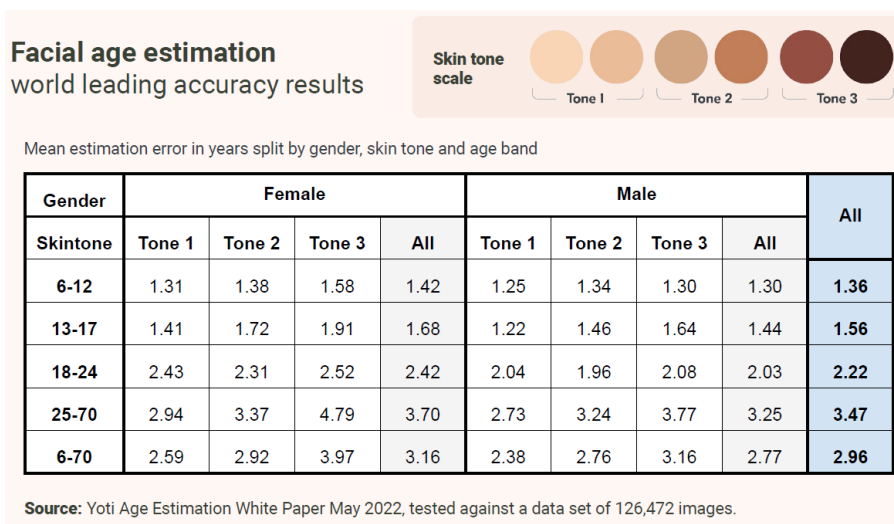 Facial age estimation
world leading accuracy results
Skin tone
scale
Tone I Tone 2 Tone 3
Mean estimation error in years split by gender, skin tone and age band
Gender Female Male All
Skintone Tone 1 Tone 2 Tone 3 All Tone 1 Tone 2 Tone 3 All
6-12 1.31 1.38 1.58 1.42 1.25 1.34 1.30 1.30 1.36
13-17 1.41 1.72 1.91 1.68 1.22 1.46 1.64 1.44 1.56
18-24 2.43 2.31 2.52 2.42 2.04 1.96 2.08 2.03 2.22
25-70 2.94 3.37 4.79 3.70 2.73 3.24 3.77 3.25 3.47
6-70 2.59 2.92 3.97 3.16 2.38 2.76 3.16 2.77 2.96
Source: Yoti Age Estimation White Paper May 2022, tested against a data set of 126,472 images.